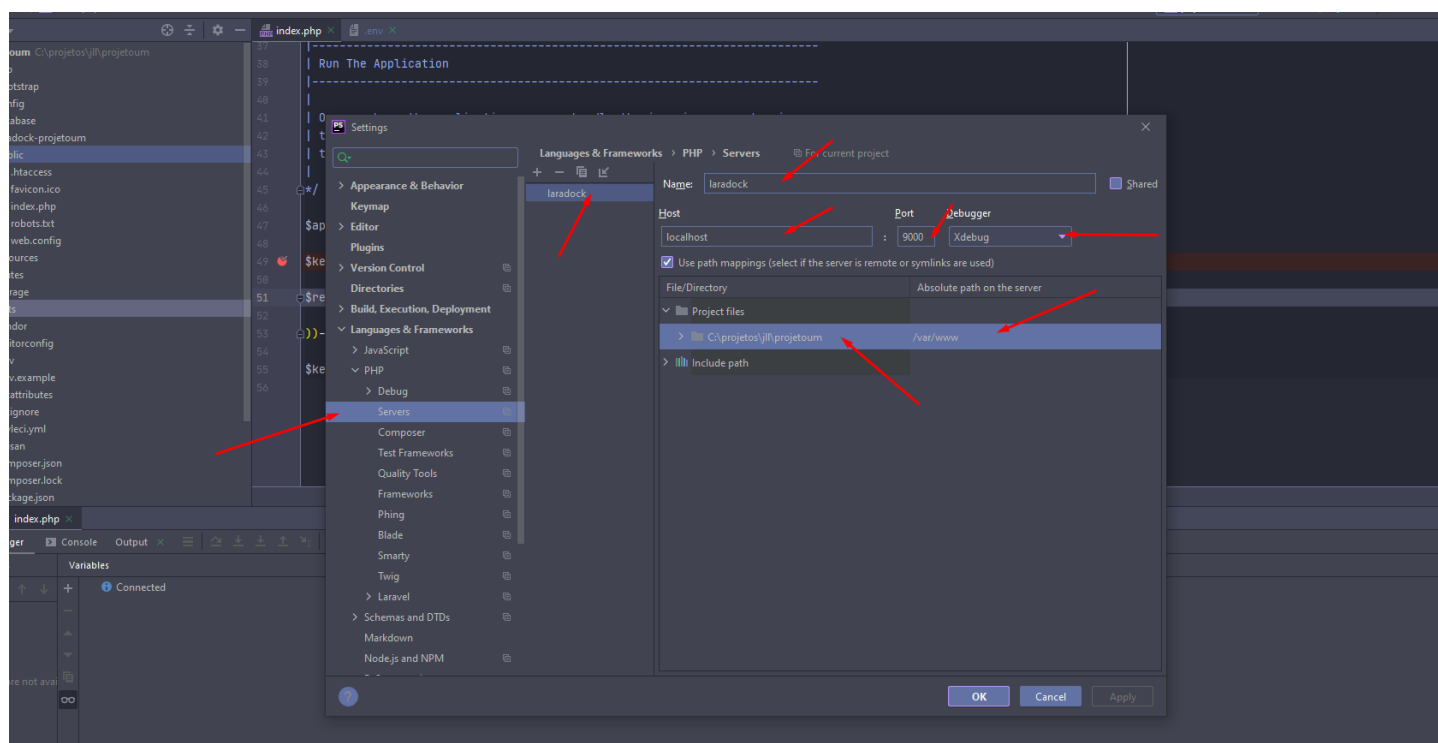 index.php
.env
oum C:\projetos\jll\projetoum
otstrap
nfig
tabase
adock-projetoum
blic
.htaccess
favicon.ico
index.php
robots.txt
web.config
ources
utes
rage
ts
ndor
itorconfig
v
v.example
tattributes
tignore
yleci.yml
isan
mposer.json
mposer.lock
ckage.json
37 |----------------------------------------------------------------------
38 | Run The Application
39 |----------------------------------------------------------------------
40 |
41 | O
42 | t
43 | t
44 |
45 */
46
47 $ap
48
49 $ke
50
51 $re
52
53 ))-
54
55 $ke
56
PS Settings
Appearance & Behavior
Keymap
Editor
Plugins
Version Control
Directories
Build, Execution, Deployment
Languages & Frameworks
JavaScript
PHP
Debug
Servers
Composer
Test Frameworks
Quality Tools
Frameworks
Phing
Blade
Smarty
Twig
Laravel
Schemas and DTDs
Markdown
Node.js and NPM
Languages & Frameworks > PHP > Servers For current project
laradock
Name: laradock Shared
Host Port Debugger
localhost : 9000 Xdebug
Use path mappings (select if the server is remote or symlinks are used)
File/Directory Absolute path on the server
Project files
C:\projetos\jll\projetoum /var/www
Include path
? OK Cancel Apply
index.php
ger Console Output
Variables
Connected
re not avai